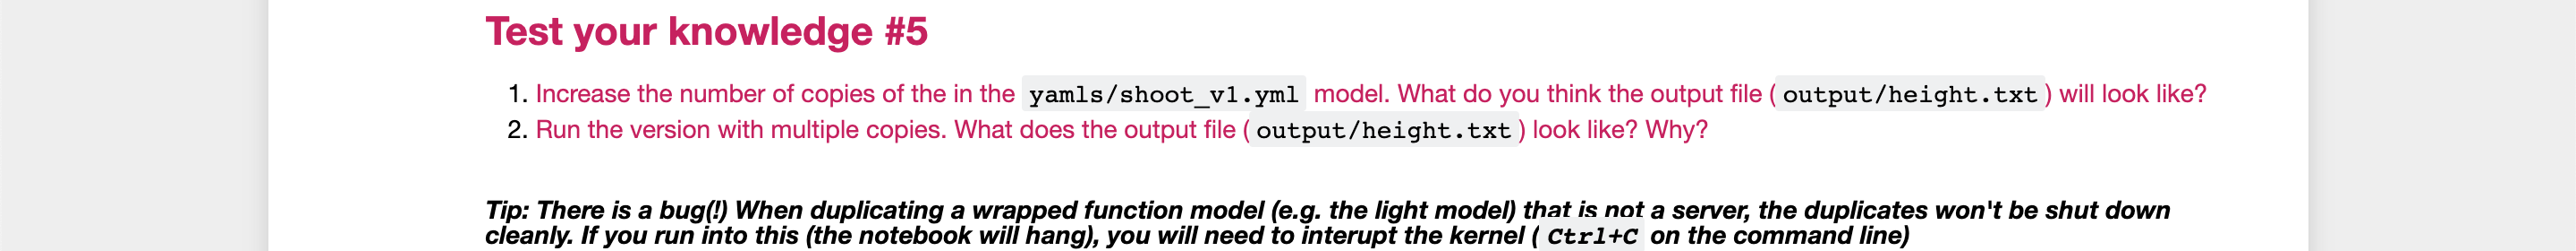 Test your knowledge #5
1. Increase the number of copies of the in the yamls/shoot_v1.yml model. What do you think the output file ( output/height.txt ) will look like?
2. Run the version with multiple copies. What does the output file ( output/height.txt ) look like? Why?
Tip: There is a bug(!) When duplicating a wrapped function model (e.g. the light model) that is not a server, the duplicates won't be shut down
cleanly. If you run into this (the notebook will hang), you will need to interupt the kernel ( Ctrl+C on the command line)